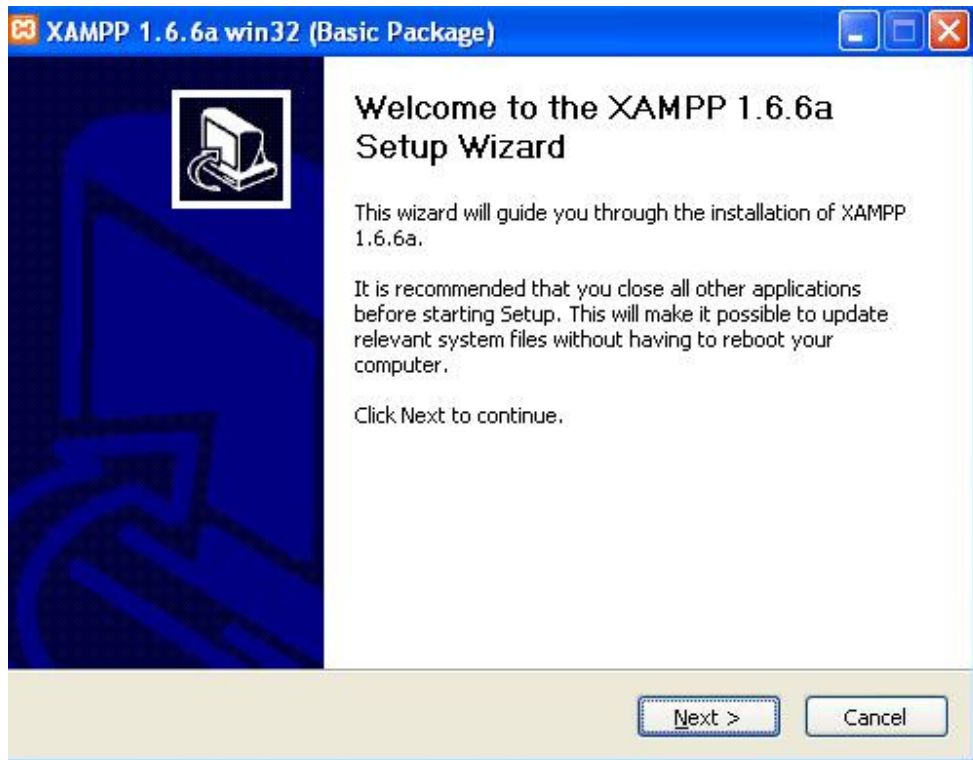 XAMPP 1.6.6a win32 (Basic Package)
Welcome to the XAMPP 1.6.6a
Setup Wizard
This wizard will guide you through the installation of XAMPP
1.6.6a.
It is recommended that you close all other applications
before starting Setup. This will make it possible to update
relevant system files without having to reboot your
computer.
Click Next to continue.
Next >
Cancel